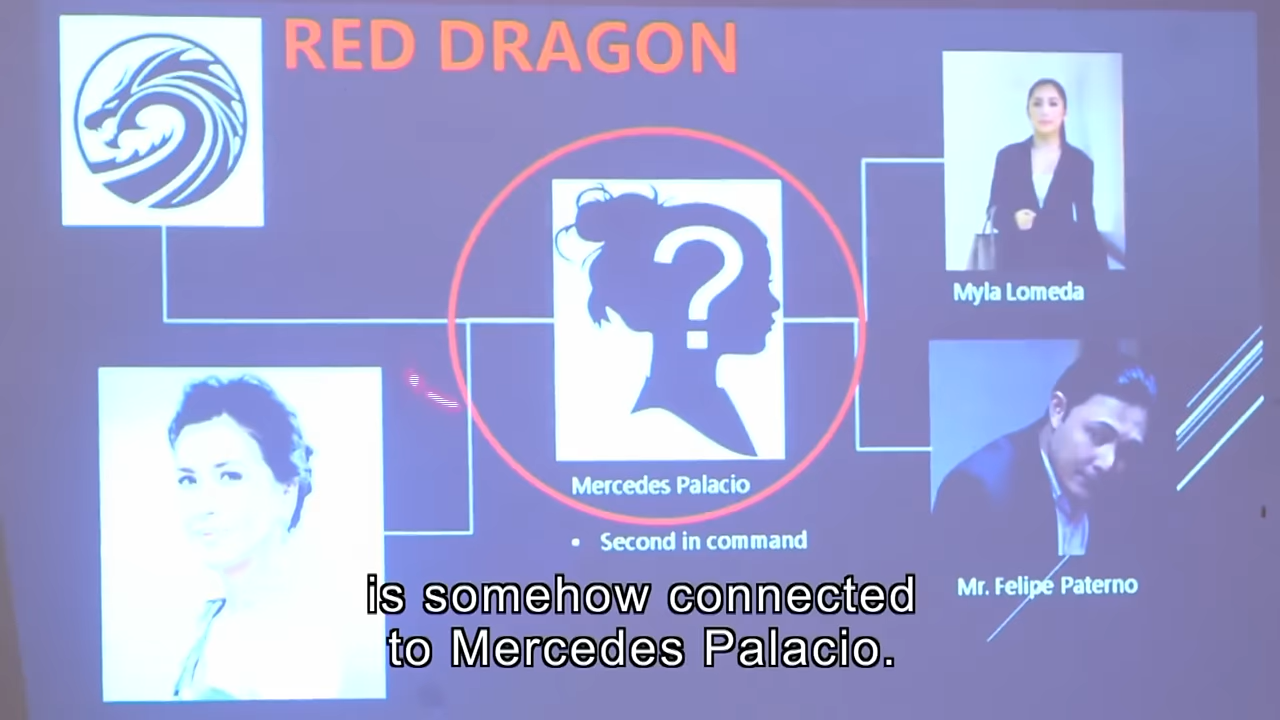 RED DRAGON
?
Myla Lomeda
Mercedes Palacio
• Second in command
Mr. Felipe Paterno
is somehow connected
to Mercedes Palacio.